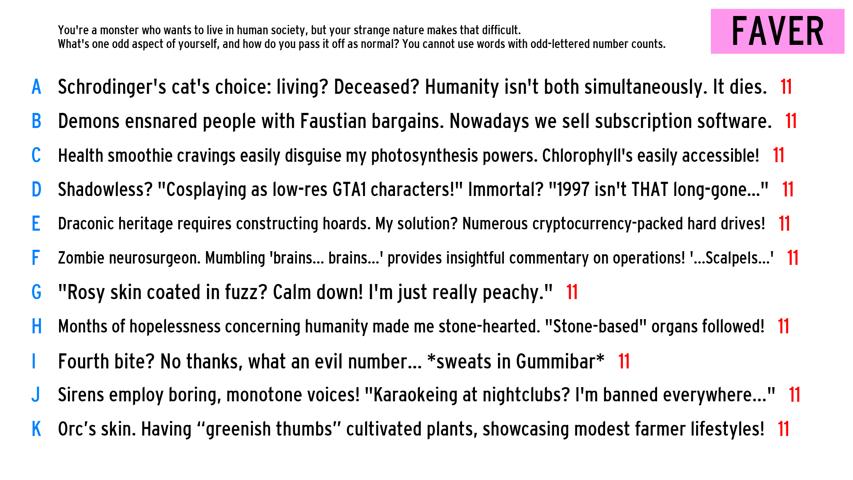 You're a monster who wants to live in human society, but your strange nature makes that difficult.
What's one odd aspect of yourself, and how do you pass it off as normal? You cannot use words with odd-lettered number counts.
FAVER
A Schrodinger's cat's choice: living? Deceased? Humanity isn't both simultaneously. It dies. 11
B Demons ensnared people with Faustian bargains. Nowadays we sell subscription software. 11
C Health smoothie cravings easily disguise my photosynthesis powers. Chlorophyll's easily accessible! 11
D Shadowless? "Cosplaying as low-res GTA1 characters!" Immortal? "1997 isn't THAT long-gone..." 11
E Draconic heritage requires constructing hoards. My solution? Numerous cryptocurrency-packed hard drives! 11
F Zombie neurosurgeon. Mumbling 'brains... brains...' provides insightful commentary on operations! '...Scalpels...' 11
G "Rosy skin coated in fuzz? Calm down! I'm just really peachy." 11
H Months of hopelessness concerning humanity made me stone-hearted. "Stone-based" organs followed! 11
I Fourth bite? No thanks, what an evil number... *sweats in Gummibar* 11
J Sirens employ boring, monotone voices! "Karaokeing at nightclubs? I'm banned everywhere..." 11
K Orc’s skin. Having “greenish thumbs” cultivated plants, showcasing modest farmer lifestyles! 11